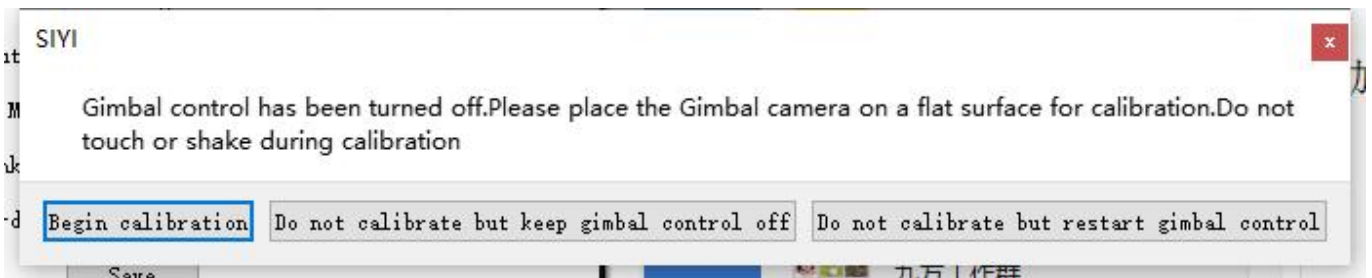 SIYI
x
Gimbal control has been turned off.Please place the Gimbal camera on a flat surface for calibration.Do not
touch or shake during calibration
Begin calibration
Do not calibrate but keep gimbal control off
Do not calibrate but restart gimbal control
Save